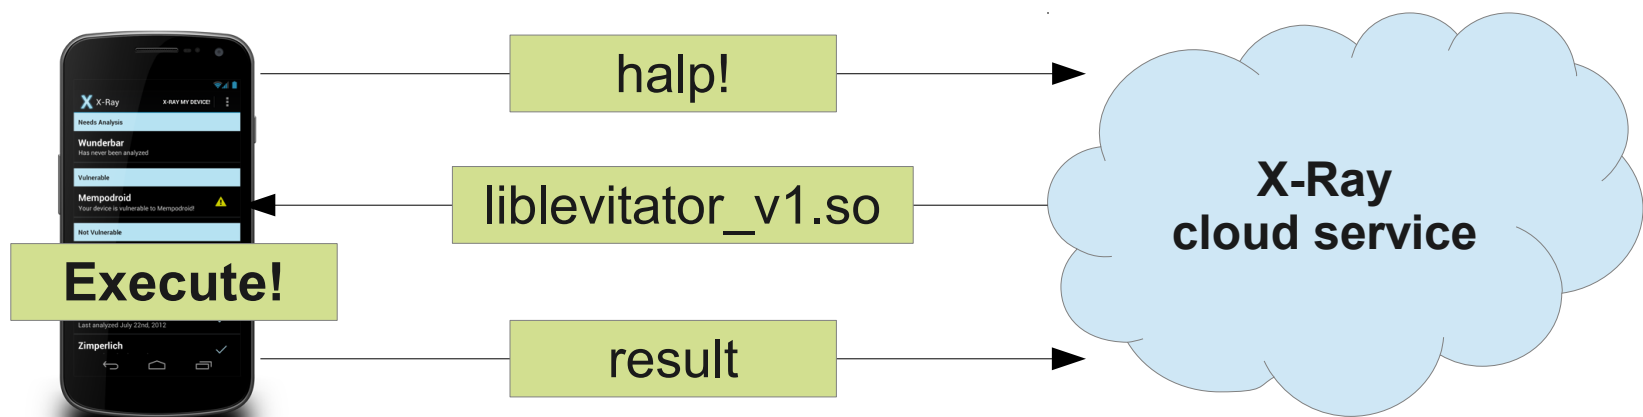 halp!
X-Ray
X-RAY MY DEVICE!
Needs Analysis
Wunderbar
Has never been analyzed
Vulnerable
Mempodroid
Your device is vulnerable to Mempodroid!
Not Vulnerable
liblevitator_v1.so
X-Ray
cloud service
Execute!
Last analyzed July 22nd, 2012
Zimperlich
result